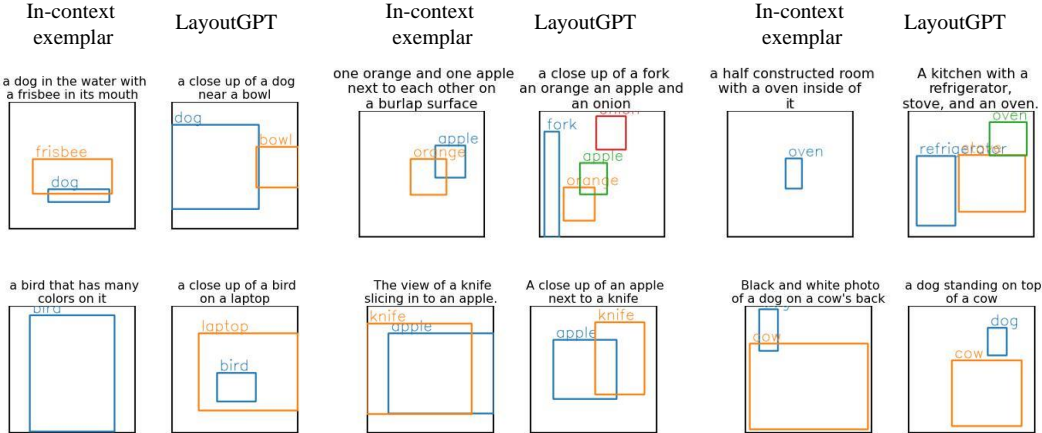 In-context
exemplar
LayoutGPT
In-context
exemplar
LayoutGPT
In-context
exemplar
LayoutGPT
a dog in the water with
a frisbee in its mouth
frisbee
dog
a close up of a dog
near a bowl
dog
bowl
one orange and one apple
next to each other on
a burlap surface
apple
orange
a close up of a fork
an orange an apple and
an onion
fork
onion
apple
orange
a half constructed room
with a oven inside of
it
oven
A kitchen with a
refrigerator,
stove, and an oven.
oven
refrigerator
a bird that has many
colors on it
bird
a close up of a bird
on a laptop
laptop
bird
The view of a knife
slicing in to an apple.
knife
apple
A close up of an apple
next to a knife
knife
apple
Black and white photo
of a dog on a cow's back
cow
a dog standing on top
of a cow
dog
cow